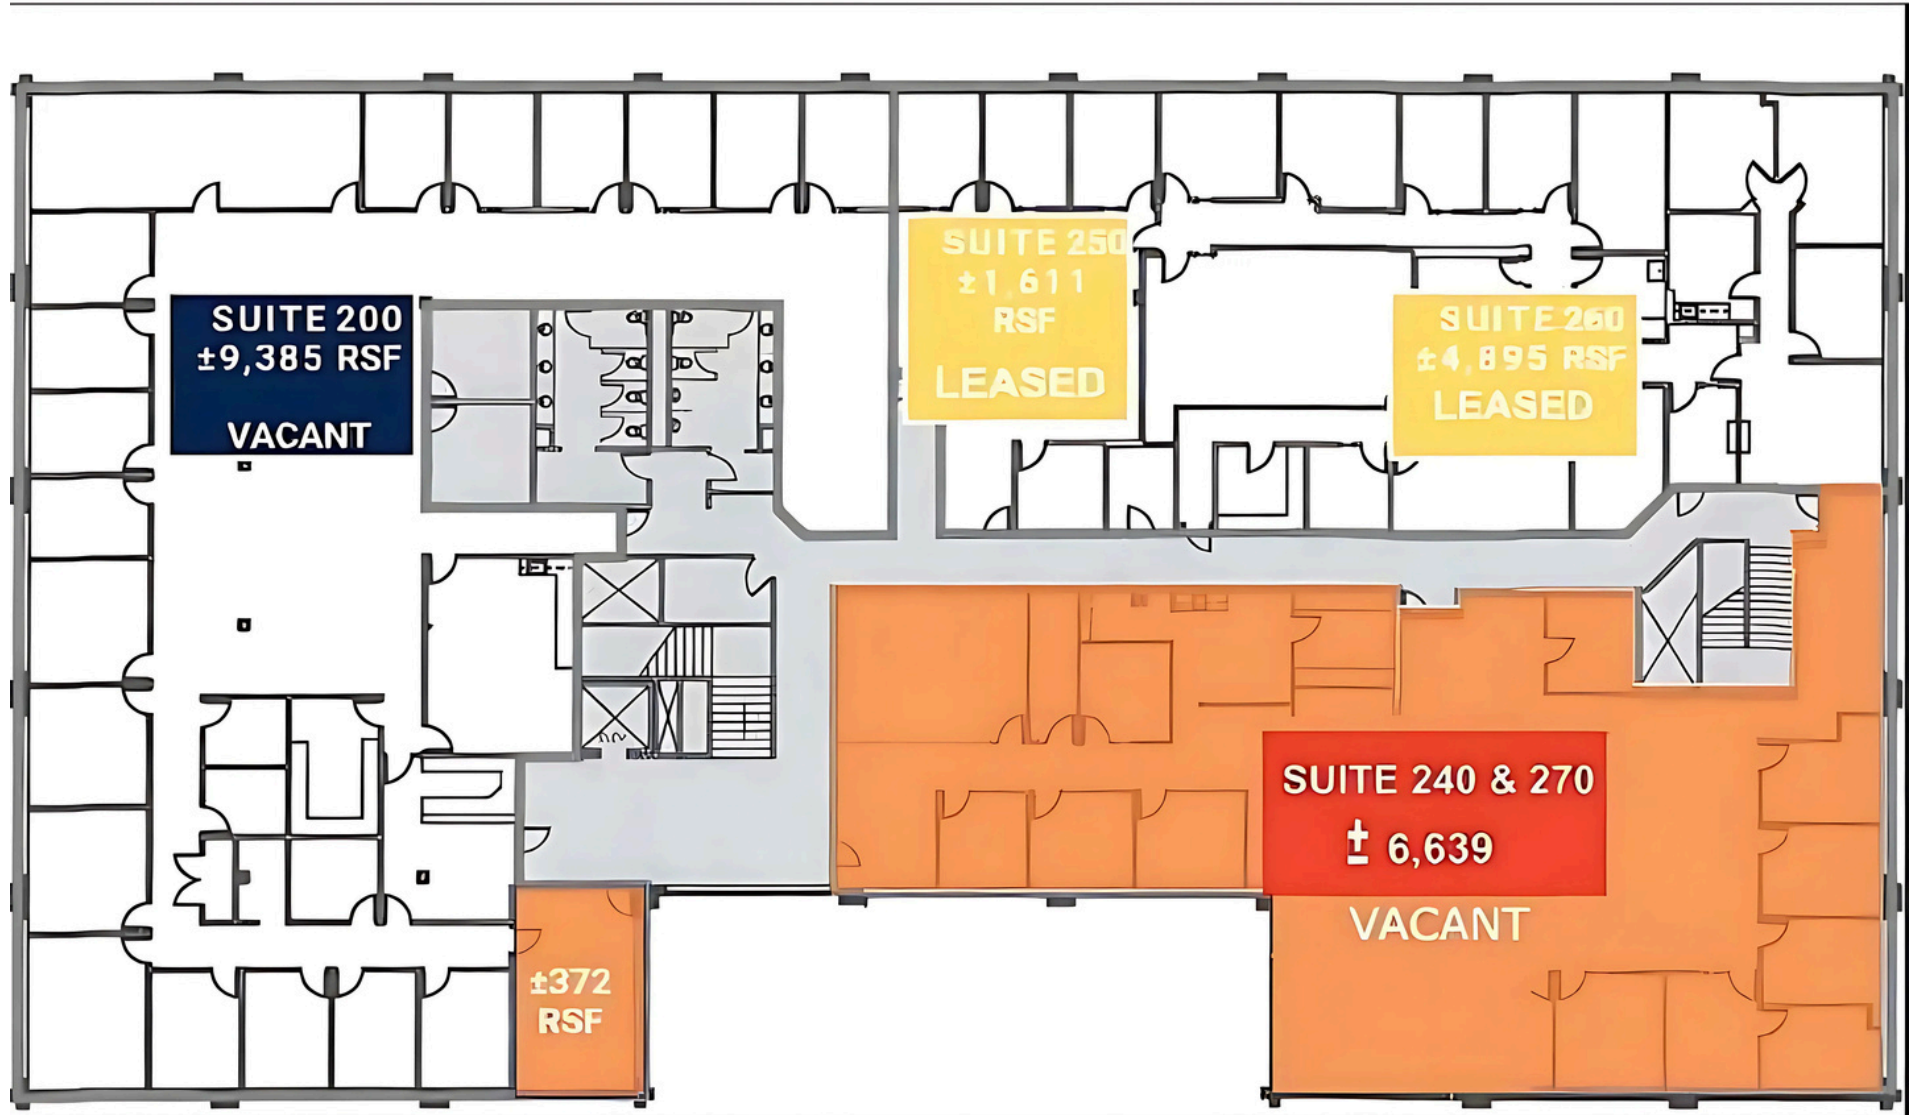 SUITE 200
±9,385 RSF
VACANT
SUITE 250
±1,611
RSF
LEASED
SUITE 260
±4,895 RSF
LEASED
SUITE 240 & 270
± 6,639
VACANT
±372
RSF